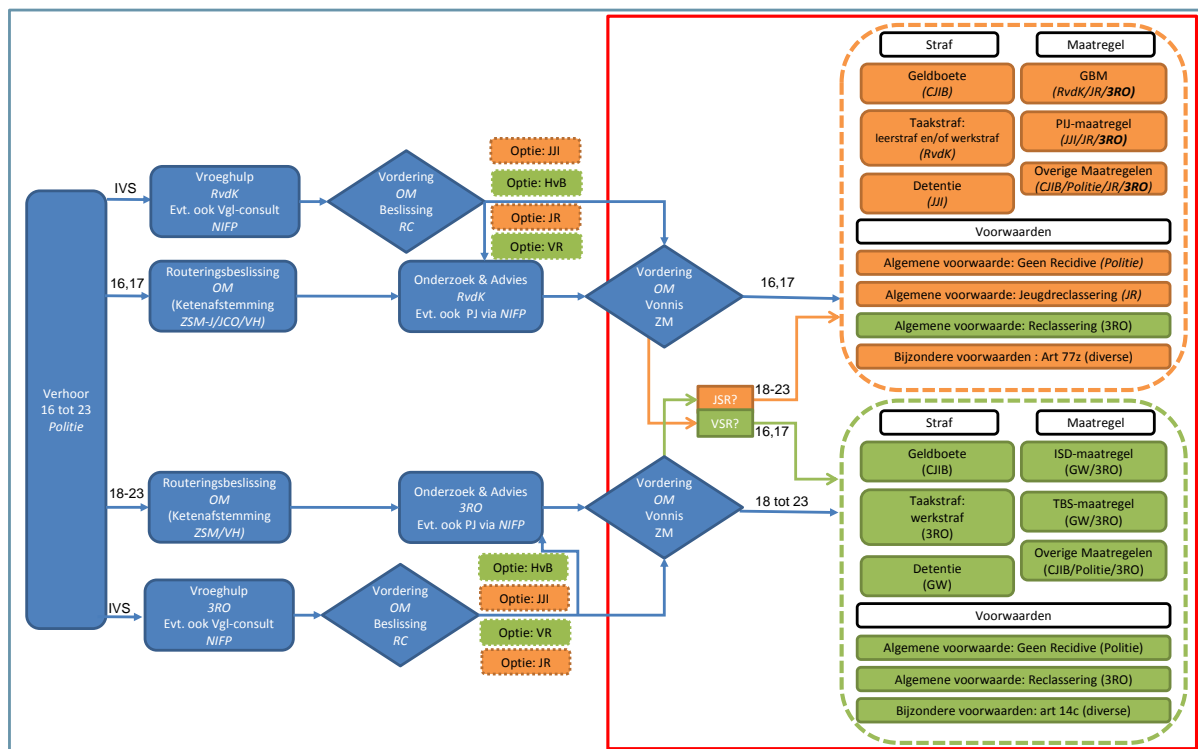 Verhoor
16 tot 23
Politie
IVS
Vroeghulp
RvdK
Evt. ook Vgl-consult
NIFP
Vordering
OM
Beslissing
RC
Optie: JJI
Optie: HvB
Optie: JR
Optie: VR
16,17
Routeringsbeslissing
OM
(Ketenafstemming
ZSM-J/JCO/VH)
Onderzoek & Advies
RvdK
Evt. ook PJ via NIFP
Vordering
OM
Vonnis
ZM
16,17
JSR?
18-23
VSR?
16,17
18-23
Routeringsbeslissing
OM
(Ketenafstemming
ZSM/VH)
Onderzoek & Advies
3RO
Evt. ook PJ via NIFP
Vordering
OM
Vonnis
ZM
18 tot 23
IVS
Vroeghulp
3RO
Evt. ook Vgl-consult
NIFP
Vordering
OM
Beslissing
RC
Optie: HvB
Optie: JJI
Optie: VR
Optie: JR
Straf
Maatregel
Geldboete
(CJIB)
GBM
(RvdK/JR/3RO)
Taakstraf:
leerstraf en/of werkstraf
(RvdK)
PIJ-maatregel
(JJI/JR/3RO)
Detentie
(JJI)
Overige Maatregelen
(CJIB/Politie/JR/3RO)
Voorwaarden
Algemene voorwaarde: Geen Recidive (Politie)
Algemene voorwaarde: Jeugdreclassering (JR)
Algemene voorwaarde: Reclassering (3RO)
Bijzondere voorwaarden : Art 77z (diverse)
Straf
Maatregel
Geldboete
(CJIB)
ISD-maatregel
(GW/3RO)
Taakstraf:
werkstraf
(3RO)
TBS-maatregel
(GW/3RO)
Detentie
(GW)
Overige Maatregelen
(CJIB/Politie/3RO)
Voorwaarden
Algemene voorwaarde: Geen Recidive (Politie)
Algemene voorwaarde: Reclassering (3RO)
Bijzondere voorwaarden: art 14c (diverse)